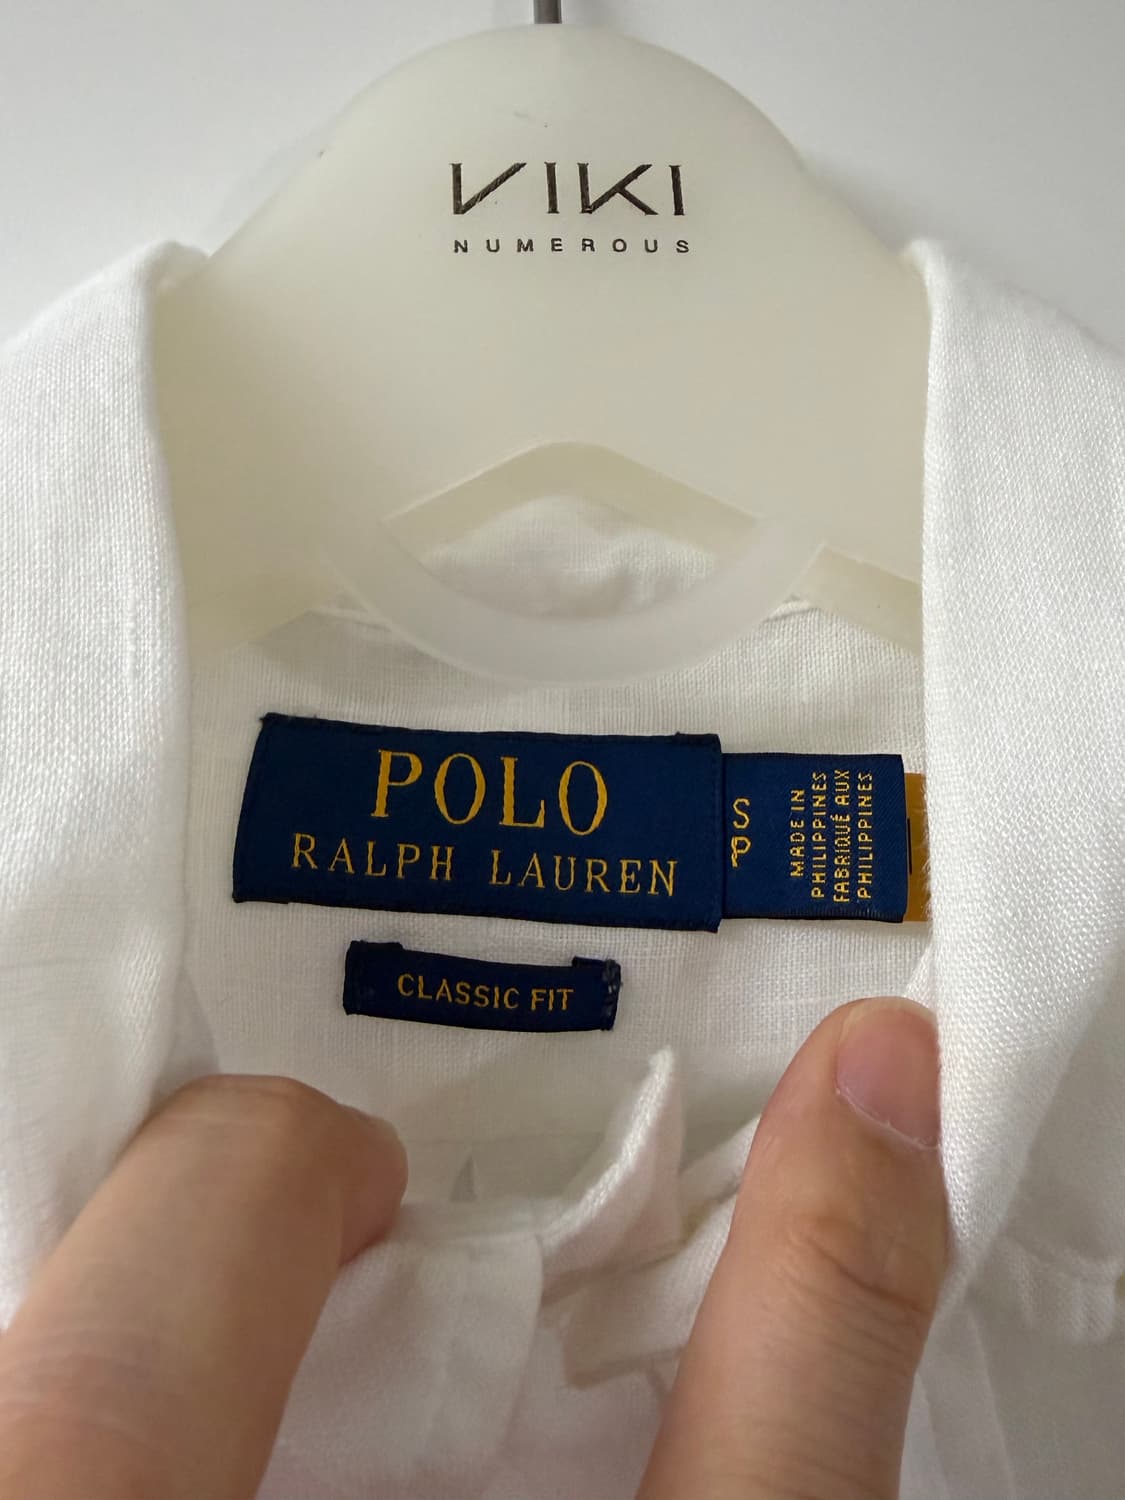 VIKI
NUMEROUS
POLO
RALPH LAUREN
S
P
MADE IN
PHILIPPINES
FABRIQUÉ AUX
PHILIPPINES
CLASSIC FIT